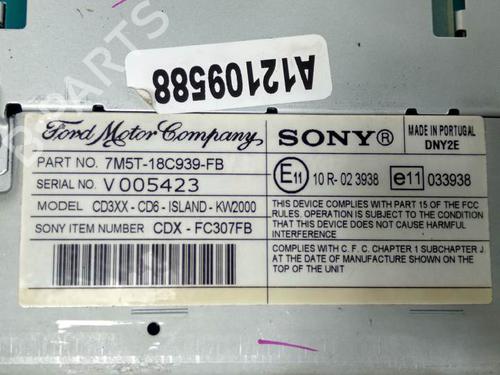 A12109588
Ford Motor Company
SONY®
MADE IN PORTUGAL
DNY2E
PART NO. 7M5T-18C939-FB
SERIAL NO. V005423
MODEL CD3XX - CD6 - ISLAND - KW2000
SONY ITEM NUMBER CDX - FC307FB
E11 10 R- 02 3938 e11 033938
THIS DEVICE COMPLIES WITH PART 15 OF THE FCC
RULES. OPERATION IS SUBJECT TO THE CONDITION
THAT THIS DEVICE DOES NOT CAUSE HARMFUL
INTERFERENCE
COMPLIES WITH C. F. C. CHAPTER 1 SUBCHAPTER J.
AT THE DATE OF MANUFACTURE SHOWN ON THE
TOP OF THE UNIT